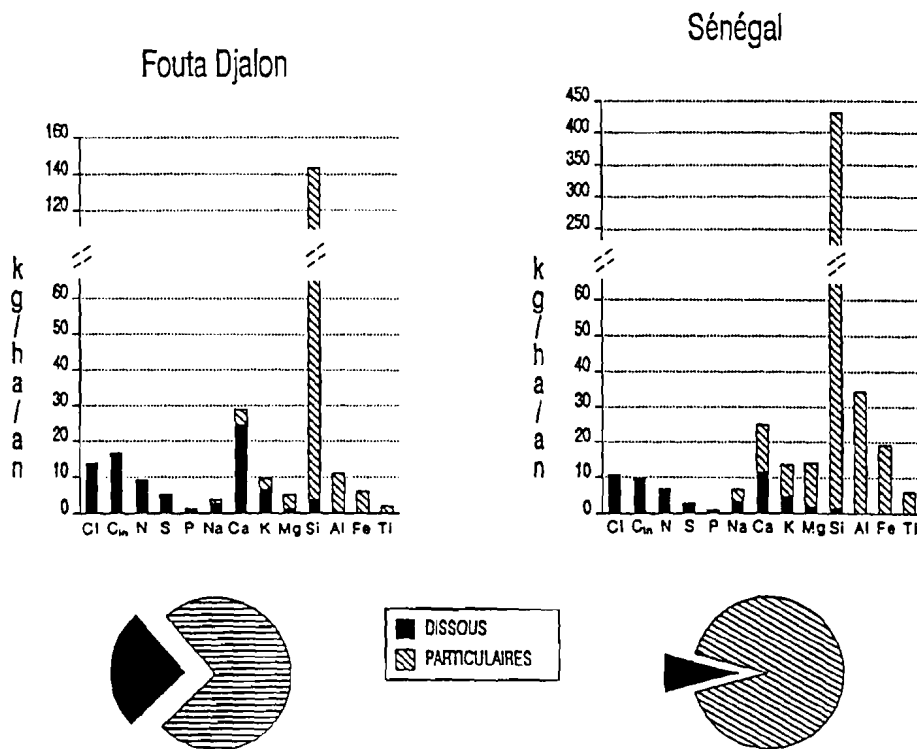 Fouta Djalon
160
140
120
60
50
40
30
20
10
0
kg/ha/an
Cl Cin N S P Na Ca K Mg Si Al Fe Ti
Sénégal
450
400
350
300
250
60
50
40
30
20
10
0
kg/ha/an
Cl Cin N S P Na Ca K Mg Si Al Fe Ti
DISSOUS
PARTICULAIRES